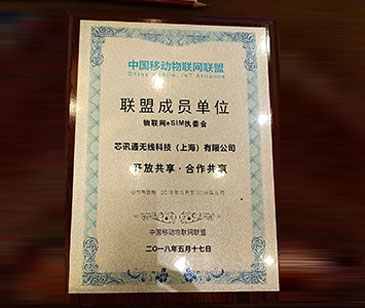 中国移动物联网联盟
China Mobile IoT Alliance
联盟成员单位
物联网eSIM执委会
芯讯通无线科技（上海）有限公司
开放共享·合作共赢
中国移动物联网联盟
二〇一八年五月十七日